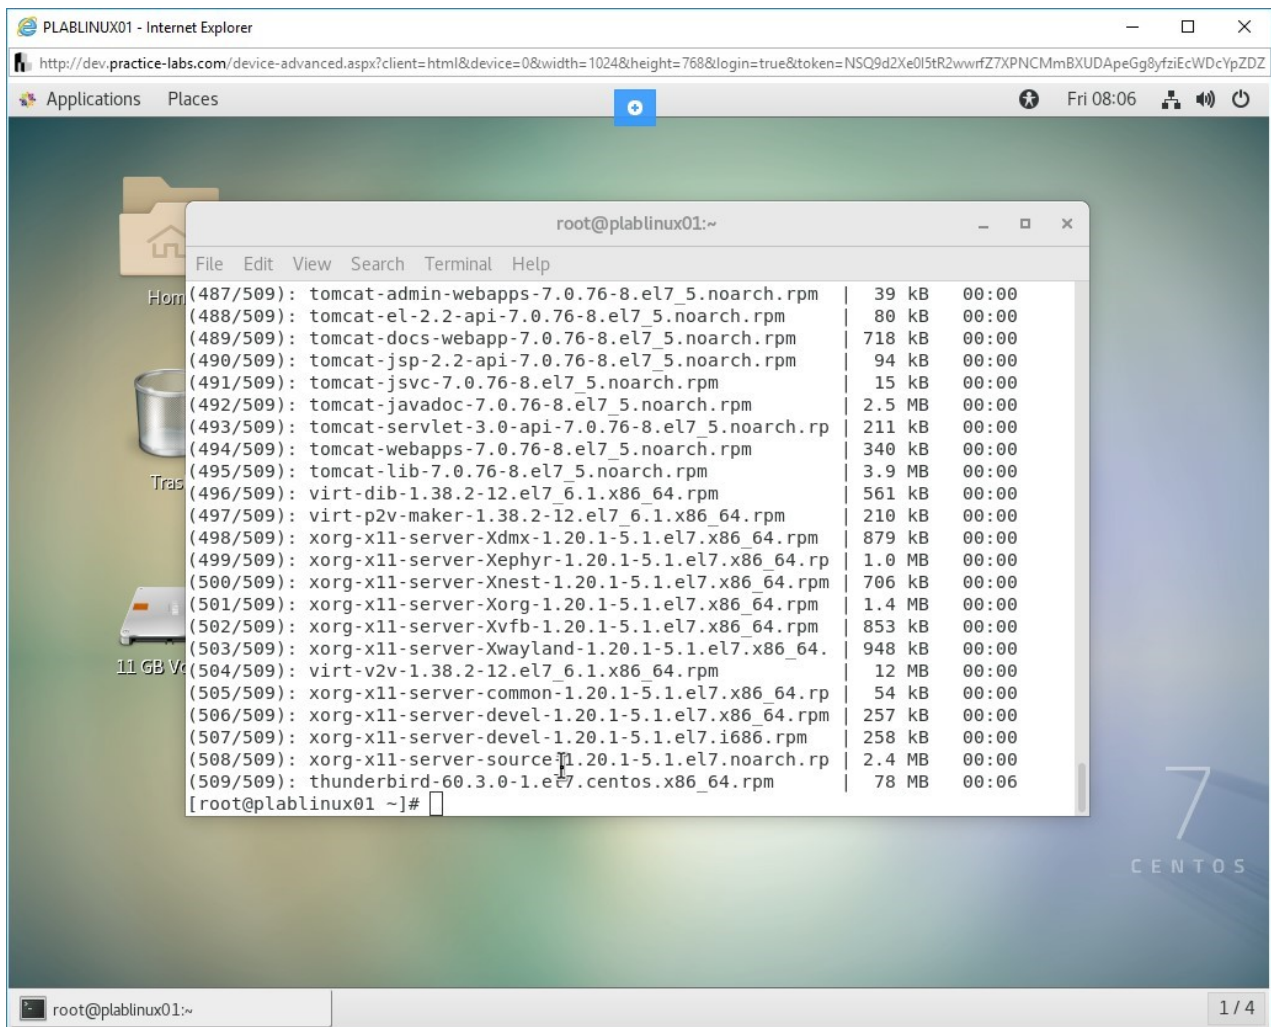 PLABLINUX01 - Internet Explorer
http://dev.practice-labs.com/device-advanced.aspx?client=html&device=0&width=1024&height=768&login=true&token=NSQ9d2Xe0l5tR2wwrfZ7XPNCMmBXUDApeGg8yfziEcWDcYpZDZ
Applications Places Fri 08:06
Home
Tras
11 GB Vo
root@plablinux01:~
File Edit View Search Terminal Help
(487/509): tomcat-admin-webapps-7.0.76-8.el7_5.noarch.rpm | 39 kB 00:00
(488/509): tomcat-el-2.2-api-7.0.76-8.el7_5.noarch.rpm | 80 kB 00:00
(489/509): tomcat-docs-webapp-7.0.76-8.el7_5.noarch.rpm | 718 kB 00:00
(490/509): tomcat-jsp-2.2-api-7.0.76-8.el7_5.noarch.rpm | 94 kB 00:00
(491/509): tomcat-jsvc-7.0.76-8.el7_5.noarch.rpm | 15 kB 00:00
(492/509): tomcat-javadoc-7.0.76-8.el7_5.noarch.rpm | 2.5 MB 00:00
(493/509): tomcat-servlet-3.0-api-7.0.76-8.el7_5.noarch.rp | 211 kB 00:00
(494/509): tomcat-webapps-7.0.76-8.el7_5.noarch.rpm | 340 kB 00:00
(495/509): tomcat-lib-7.0.76-8.el7_5.noarch.rpm | 3.9 MB 00:00
(496/509): virt-dib-1.38.2-12.el7_6.1.x86_64.rpm | 561 kB 00:00
(497/509): virt-p2v-maker-1.38.2-12.el7_6.1.x86_64.rpm | 210 kB 00:00
(498/509): xorg-x11-server-Xdmx-1.20.1-5.1.el7.x86_64.rpm | 879 kB 00:00
(499/509): xorg-x11-server-Xephyr-1.20.1-5.1.el7.x86_64.rp | 1.0 MB 00:00
(500/509): xorg-x11-server-Xnest-1.20.1-5.1.el7.x86_64.rpm | 706 kB 00:00
(501/509): xorg-x11-server-Xorg-1.20.1-5.1.el7.x86_64.rpm | 1.4 MB 00:00
(502/509): xorg-x11-server-Xvfb-1.20.1-5.1.el7.x86_64.rpm | 853 kB 00:00
(503/509): xorg-x11-server-Xwayland-1.20.1-5.1.el7.x86_64. | 948 kB 00:00
(504/509): virt-v2v-1.38.2-12.el7_6.1.x86_64.rpm | 12 MB 00:00
(505/509): xorg-x11-server-common-1.20.1-5.1.el7.x86_64.rp | 54 kB 00:00
(506/509): xorg-x11-server-devel-1.20.1-5.1.el7.x86_64.rpm | 257 kB 00:00
(507/509): xorg-x11-server-devel-1.20.1-5.1.el7.i686.rpm | 258 kB 00:00
(508/509): xorg-x11-server-source-1.20.1-5.1.el7.noarch.rp | 2.4 MB 00:00
(509/509): thunderbird-60.3.0-1.el7.centos.x86_64.rpm | 78 MB 00:06
[root@plablinux01 ~]#
7
CENTOS
root@plablinux01:~
1 / 4